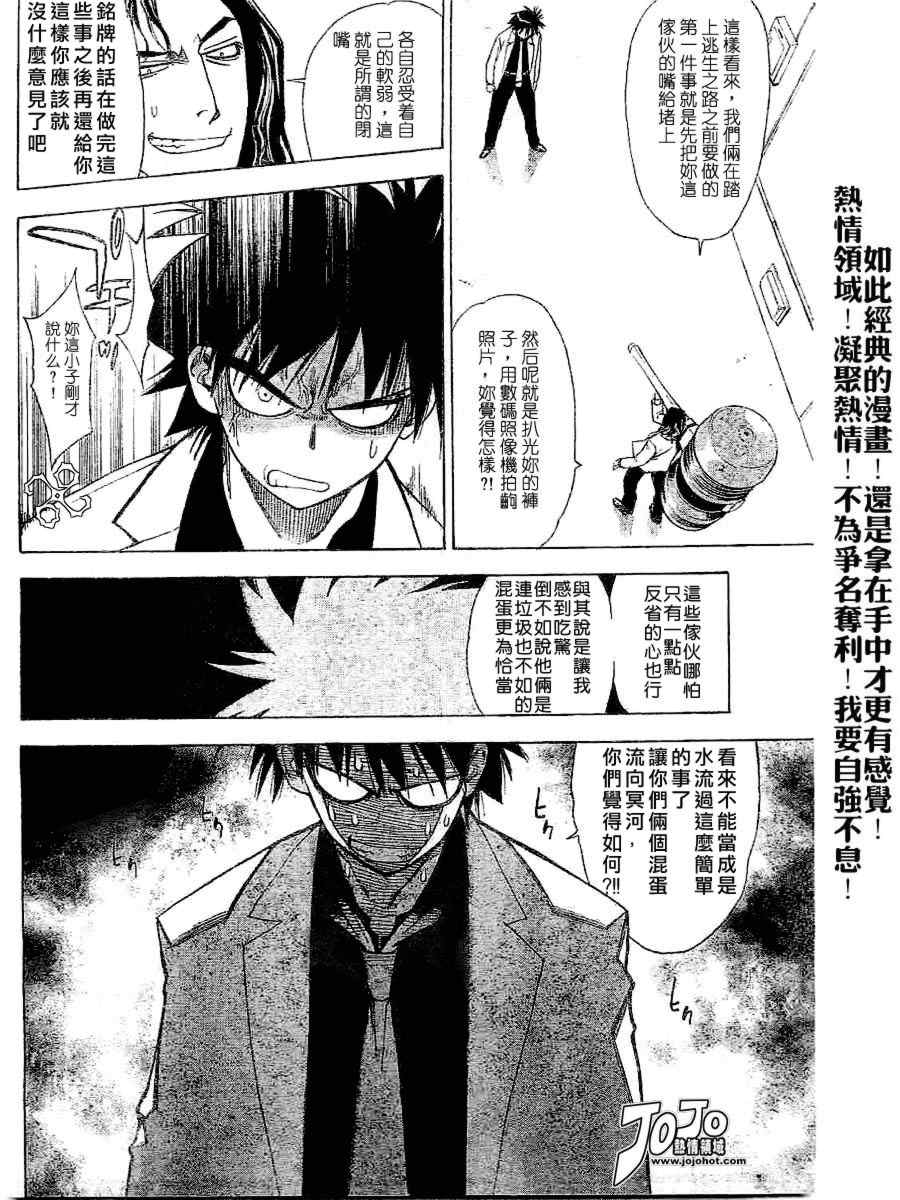 這樣看來，我們倆在踏
上逃生之路之前要做的
第一件事就是先把妳這
傢伙的嘴給堵上
各自忍受着自
己的軟弱，這
就是所謂的閉
嘴
銘牌的話在做完這
些事之後再還給你
這樣你應該就
沒什麼意見了吧
然后呢就是扒光妳的褲
子，用數碼照像機拍齣
照片，妳覺得怎樣?!
妳這小子剛才
說什么？！
這些傢伙哪怕
只有一點點
反省的心也行
與其說是讓我
感到吃驚
倒不如說他倆是
連垃圾也不如的
混蛋更為恰當
看來不能當成是
水流過這麼簡單
的事了
讓你們倆個混蛋
流向冥河，
你們覺得如何?!!
ヒク
ヒク
ヒク
ヒク
如此經典的漫畫！還是拿在手中才更有感覺！
熱情領域！凝聚熱情！不為爭名奪利！我要自強不息！
JOJO
熱情領域
www.jojohot.com